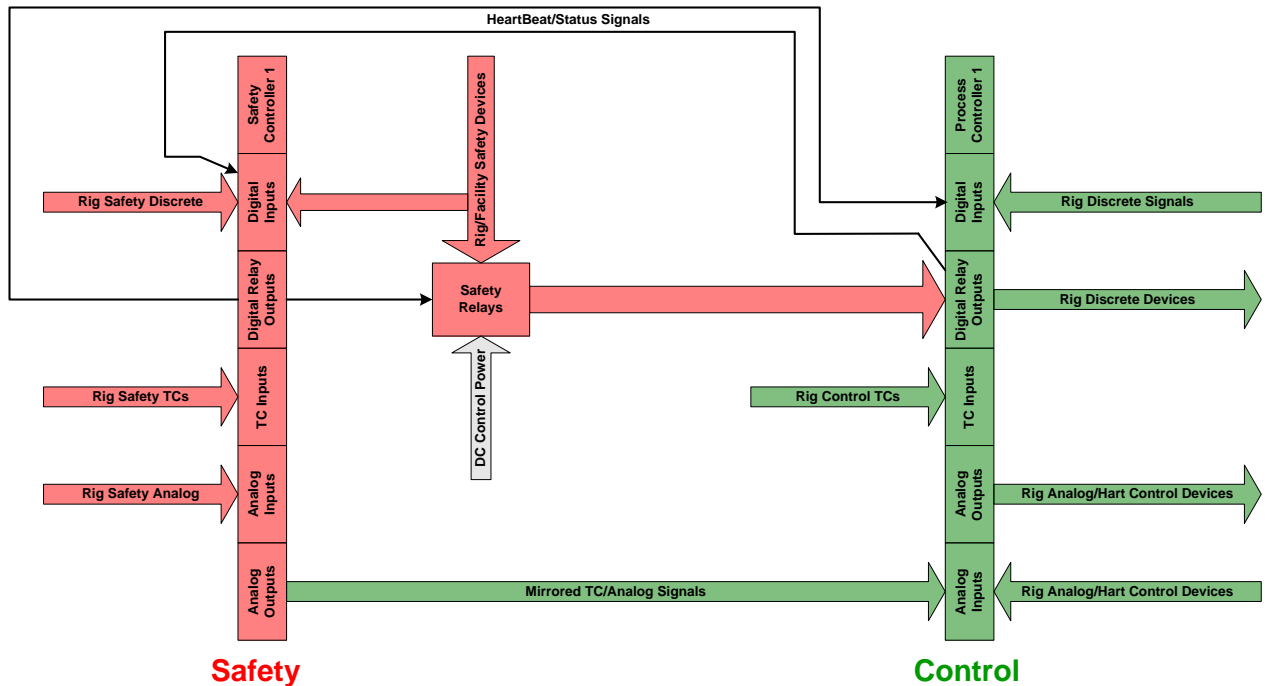 HeartBeat/Status Signals
Safety
Controller 1
Rig/Facility Safety Devices
Process
Controller 1
Rig Safety Discrete
Digital
Inputs
Digital
Inputs
Rig Discrete Signals
Digital Relay
Outputs
Safety
Relays
Digital Relay
Outputs
Rig Discrete Devices
Rig Safety TCs
TC Inputs
DC Control Power
Rig Control TCs
TC Inputs
Rig Safety Analog
Analog
Inputs
Analog
Outputs
Rig Analog/Hart Control Devices
Analog
Outputs
Mirrored TC/Analog Signals
Analog
Inputs
Rig Analog/Hart Control Devices
Safety
Control